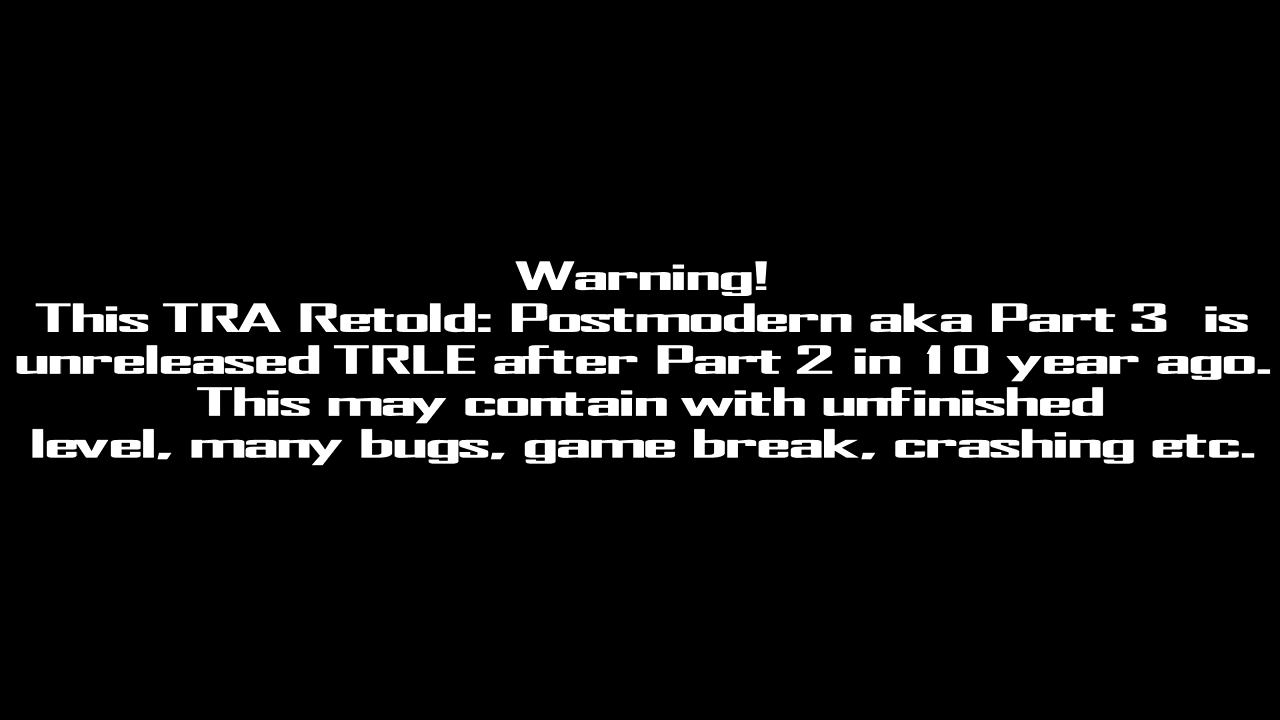 Warning!
This TRA Retold: Postmodern aka Part 3  is
unreleased TRLE after Part 2 in 10 year ago.
This may contain with unfinished
level, many bugs, game break, crashing etc.